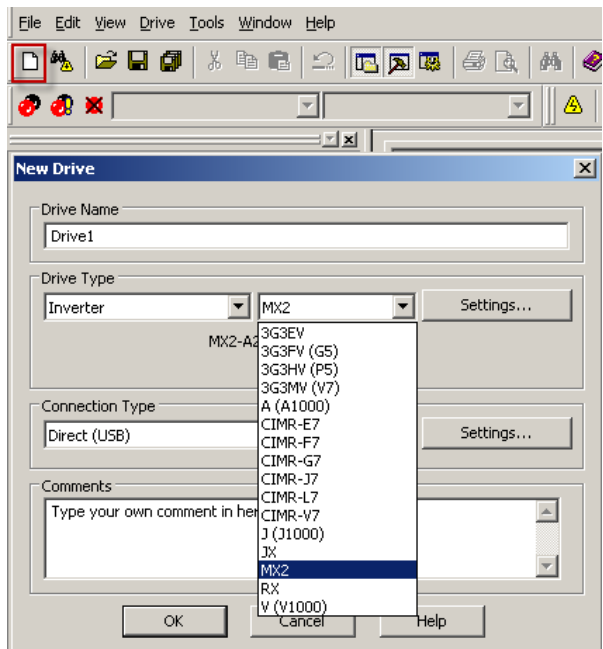 File Edit View Drive Tools Window Help
New Drive
Drive Name
Drive1
Drive Type
Inverter
MX2
Settings...
MX2-A2
3G3EV
3G3FV (G5)
3G3HV (P5)
3G3MV (V7)
A (A1000)
CIMR-E7
CIMR-F7
CIMR-G7
CIMR-J7
CIMR-L7
CIMR-V7
J (J1000)
JX
MX2
RX
V (V1000)
Connection Type
Direct (USB)
Settings...
Comments
Type your own comment in her
OK
Cancel
Help